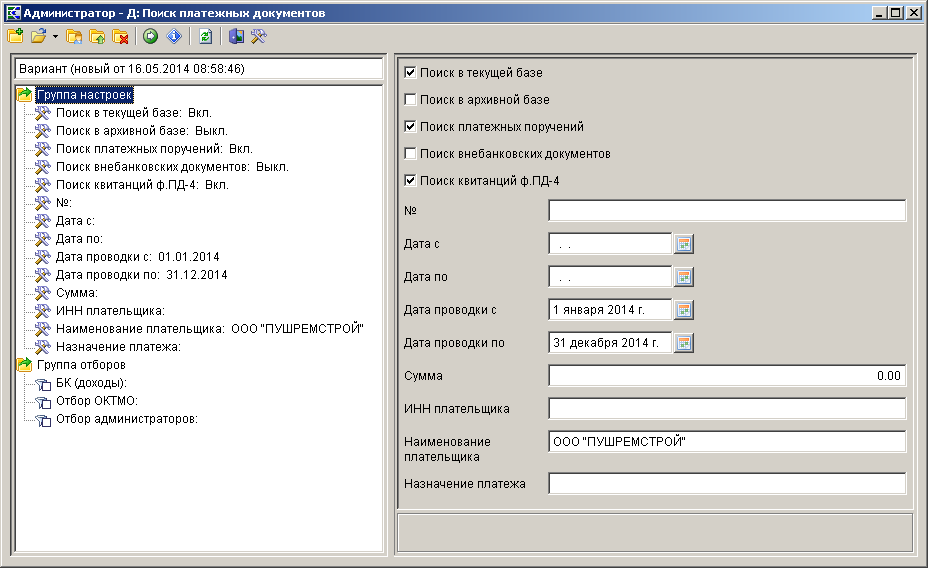 Администратор - Д: Поиск платежных документов
Вариант (новый от 16.05.2014 08:58:46)
Группа настроек
Поиск в текущей базе: Вкл.
Поиск в архивной базе: Выкл.
Поиск платежных поручений: Вкл.
Поиск внебанковских документов: Выкл.
Поиск квитанций ф.ПД-4: Вкл.
№:
Дата с:
Дата по:
Дата проводки с: 01.01.2014
Дата проводки по: 31.12.2014
Сумма:
ИНН плательщика:
Наименование плательщика: ООО "ПУШРЕМСТРОЙ"
Назначение платежа:
Группа отборов
БК (доходы):
Отбор ОКТМО:
Отбор администраторов:
Поиск в текущей базе
Поиск в архивной базе
Поиск платежных поручений
Поиск внебанковских документов
Поиск квитанций ф.ПД-4
№
Дата с . .
Дата по . .
Дата проводки с 1 января 2014 г.
Дата проводки по 31 декабря 2014 г.
Сумма 0.00
ИНН плательщика
Наименование ООО "ПУШРЕМСТРОЙ"
плательщика
Назначение платежа